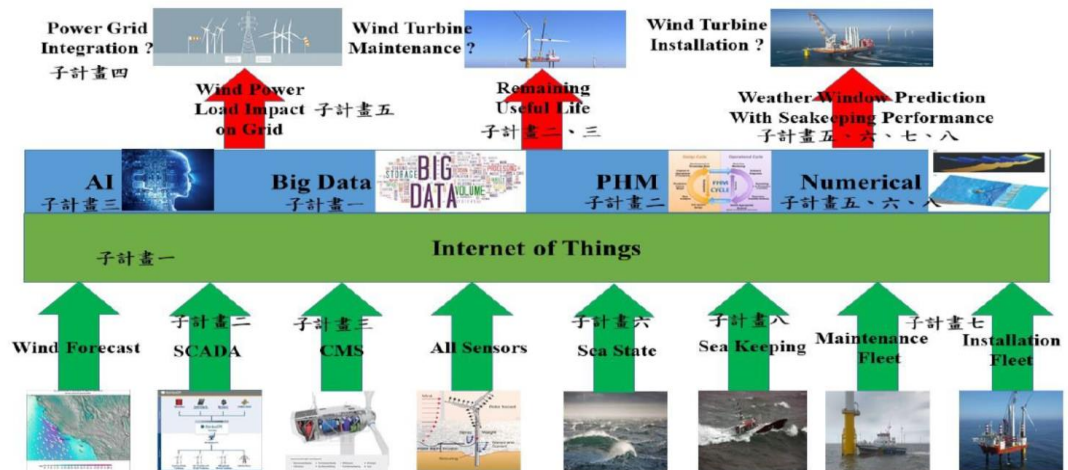 Power Grid
Integration ?
子計畫四
Wind Turbine
Maintenance ?
Wind Turbine
Installation ?
Wind Power
Load Impact
on Grid
子計畫五
Remaining
Useful Life
子計畫二、三
Weather Window Prediction
With Seakeeping Performance
子計畫五、六、七、八
AI
子計畫三
Big Data
子計畫一
BIG
DATA
VOLUME
STORAGE
PHM
子計畫二
PHM
CYCLE
Numerical
子計畫五、六、八
Internet of Things
子計畫一
Wind Forecast
子計畫二
SCADA
子計畫三
CMS
All Sensors
子計畫六
Sea State
子計畫八
Sea Keeping
Maintenance
Fleet
子計畫七
Installation
Fleet